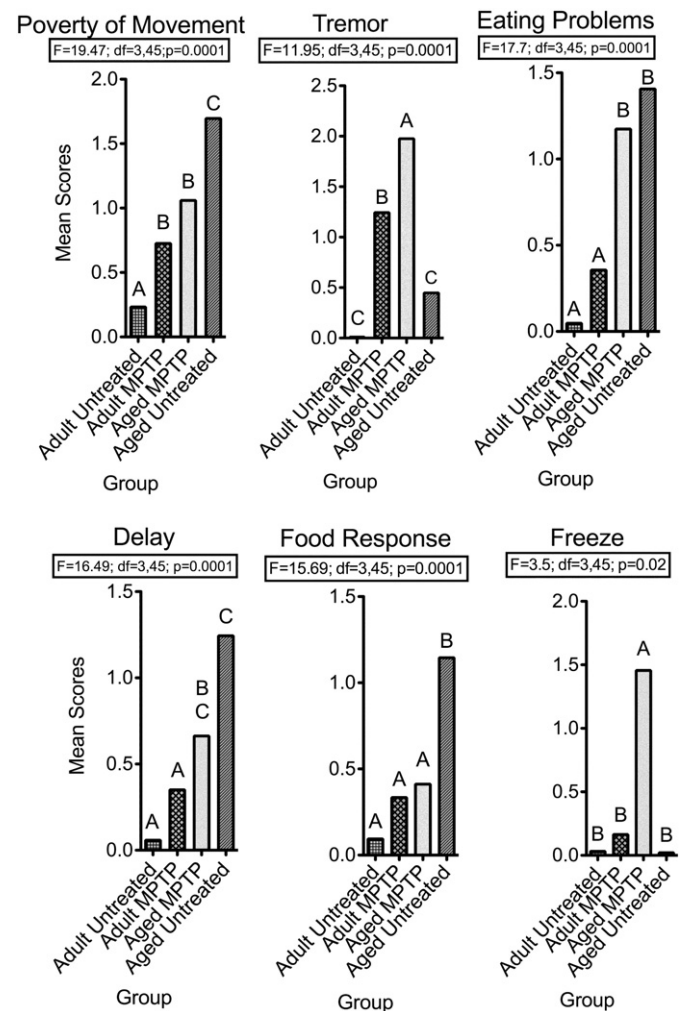 Poverty of Movement
F=19.47; df=3,45;p=0.0001
Mean Scores
2.0
1.5
1.0
0.5
0.0
A
B
B
C
Adult Untreated
Adult MPTP
Aged MPTP
Aged Untreated
Group
Tremor
F=11.95; df=3,45; p=0.0001
2.5
2.0
1.5
1.0
0.5
0.0
C
B
A
C
Adult Untreated
Adult MPTP
Aged MPTP
Aged Untreated
Group
Eating Problems
F=17.7; df=3,45;p=0.0001
1.5
1.0
0.5
0.0
A
A
B
B
Adult Untreated
Adult MPTP
Aged MPTP
Aged Untreated
Group
Delay
F=16.49; df=3,45; p=0.0001
Mean Scores
1.5
1.0
0.5
0.0
A
A
B
C
C
Adult Untreated
Adult MPTP
Aged MPTP
Aged Untreated
Group
Food Response
F=15.69; df=3,45; p=0.0001
1.5
1.0
0.5
0.0
A
A
A
B
Adult Untreated
Adult MPTP
Aged MPTP
Aged Untreated
Group
Freeze
F=3.5; df=3,45; p=0.02
2.0
1.5
1.0
0.5
0.0
B
B
A
B
Adult Untreated
Adult MPTP
Aged MPTP
Aged Untreated
Group